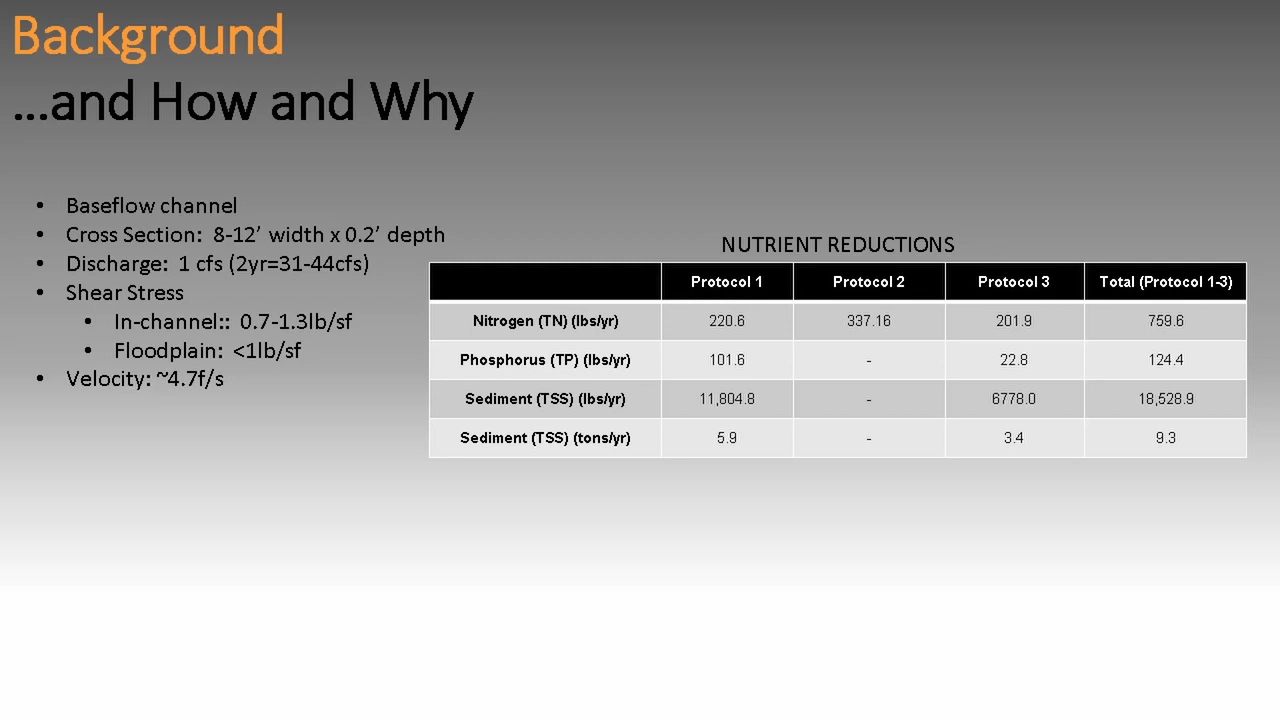 Background
...and How and Why
• Baseflow channel
• Cross Section:  8-12’ width x 0.2’ depth
• Discharge:  1 cfs (2yr=31-44cfs)
• Shear Stress
• In-channel::  0.7-1.3lb/sf
• Floodplain:  <1lb/sf
• Velocity: ~4.7f/s
NUTRIENT REDUCTIONS
Protocol 1 Protocol 2 Protocol 3 Total (Protocol 1-3)
Nitrogen (TN) (lbs/yr) 220.6 337.16 201.9 759.6
Phosphorus (TP) (lbs/yr) 101.6 - 22.8 124.4
Sediment (TSS) (lbs/yr) 11,804.8 - 6778.0 18,528.9
Sediment (TSS) (tons/yr) 5.9 - 3.4 9.3